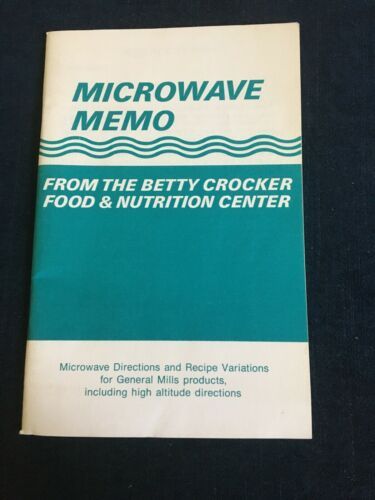 MICROWAVE
MEMO
FROM THE BETTY CROCKER
FOOD & NUTRITION CENTER
Microwave Directions and Recipe Variations
for General Mills products,
including high altitude directions